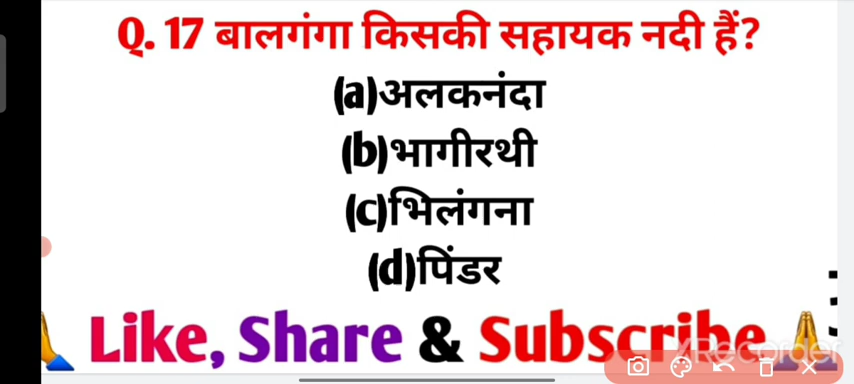 Q. 17 बालगंगा किसकी सहायक नदी हैं?
(a)अलकनंदा
(b)भागीरथी
(c)भिलंगना
(d)पिंडर
Like, Share & Subscribe